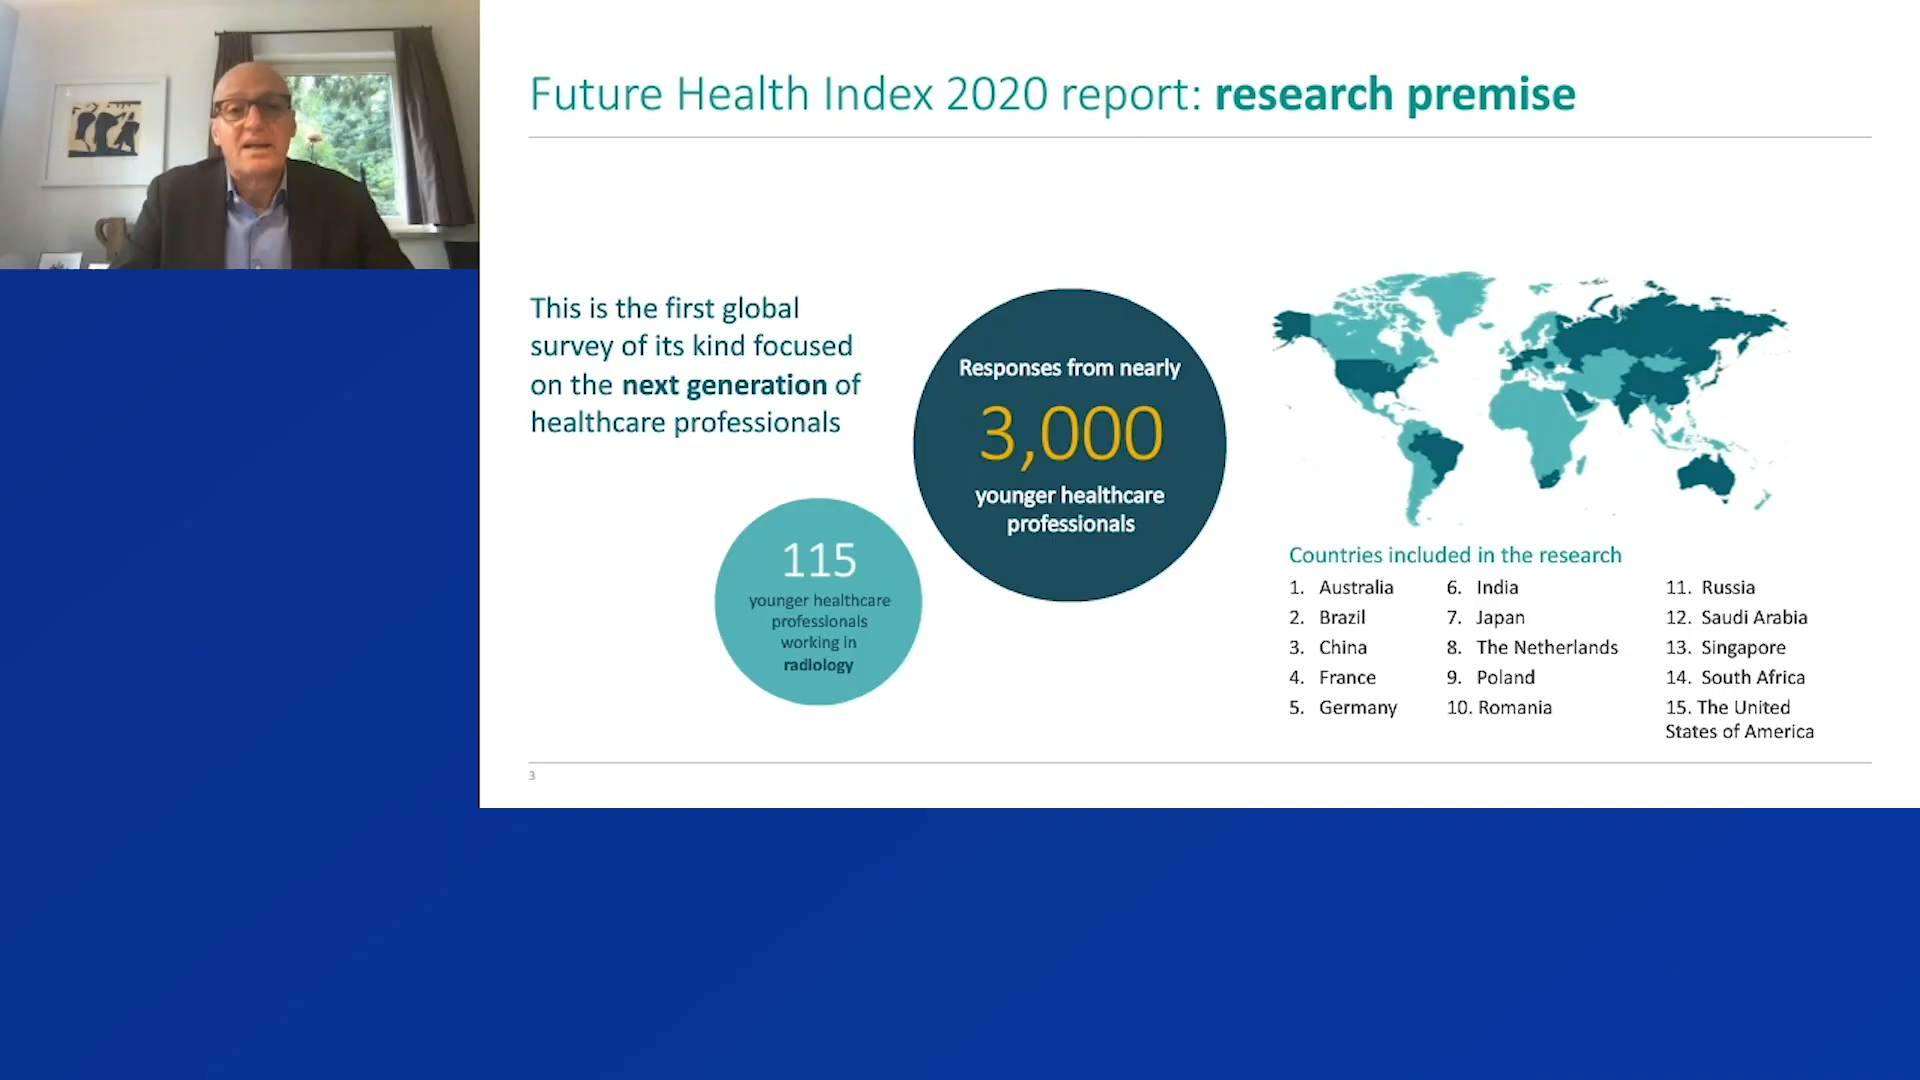 Future Health Index 2020 report: research premise
This is the first global
survey of its kind focused
on the next generation of
healthcare professionals
Responses from nearly
3,000
younger healthcare
professionals
115
younger healthcare
professionals
working in
radiology
Countries included in the research
1. Australia
2. Brazil
3. China
4. France
5. Germany
6. India
7. Japan
8. The Netherlands
9. Poland
10. Romania
11. Russia
12. Saudi Arabia
13. Singapore
14. South Africa
15. The United
States of America
3